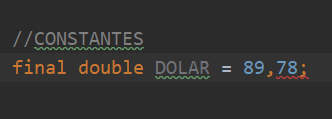 //CONSTANTES
final double DOLAR = 89,78;